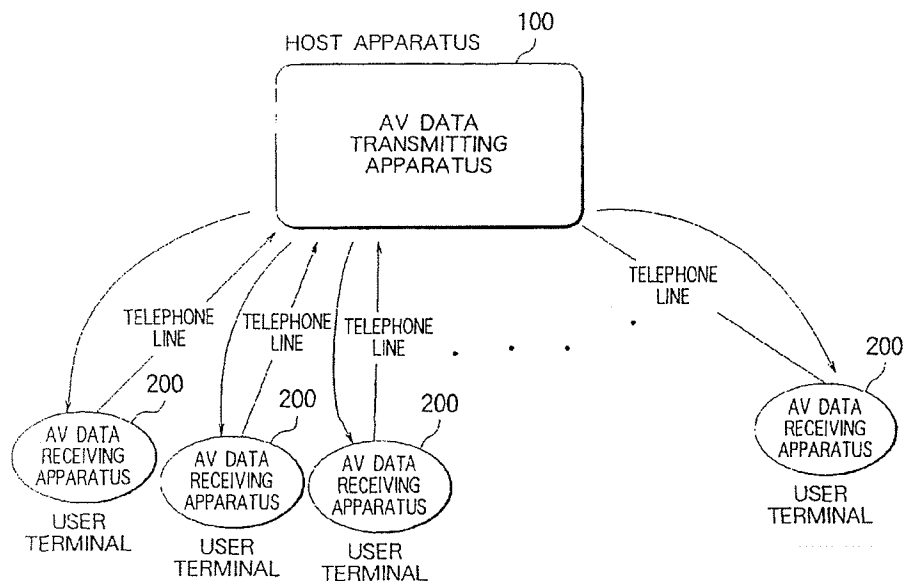 HOST APPARATUS
100
AV DATA
TRANSMITTING
APPARATUS
TELEPHONE
LINE
TELEPHONE
LINE
TELEPHONE
LINE
TELEPHONE
LINE
200
AV DATA
RECEIVING
APPARATUS
USER
TERMINAL
200
AV DATA
RECEIVING
APPARATUS
USER
TERMINAL
200
AV DATA
RECEIVING
APPARATUS
USER
TERMINAL
200
AV DATA
RECEIVING
APPARATUS
USER
TERMINAL